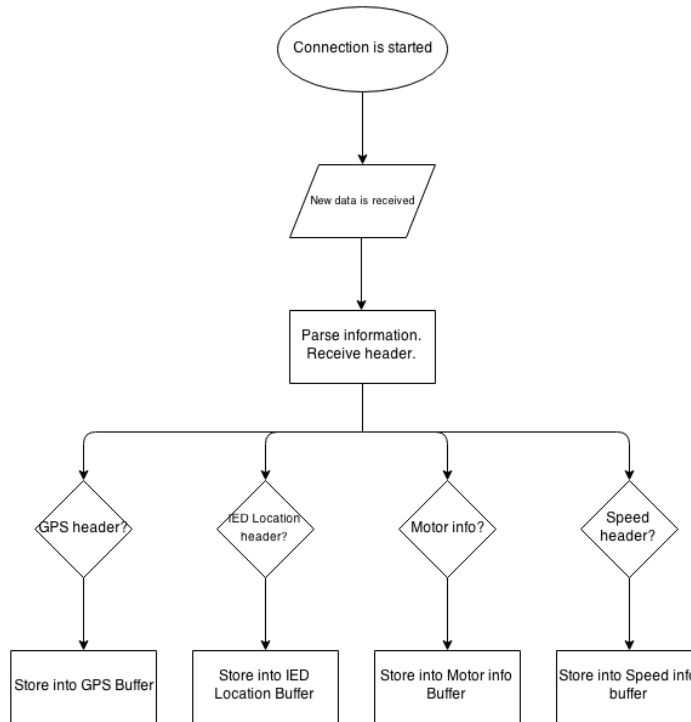 Connection is started
New data is received
Parse information.
Receive header.
GPS header?
IED Location
header?
Motor info?
Speed
header?
Store into GPS Buffer
Store into IED
Location Buffer
Store into Motor info
Buffer
Store into Speed info
buffer